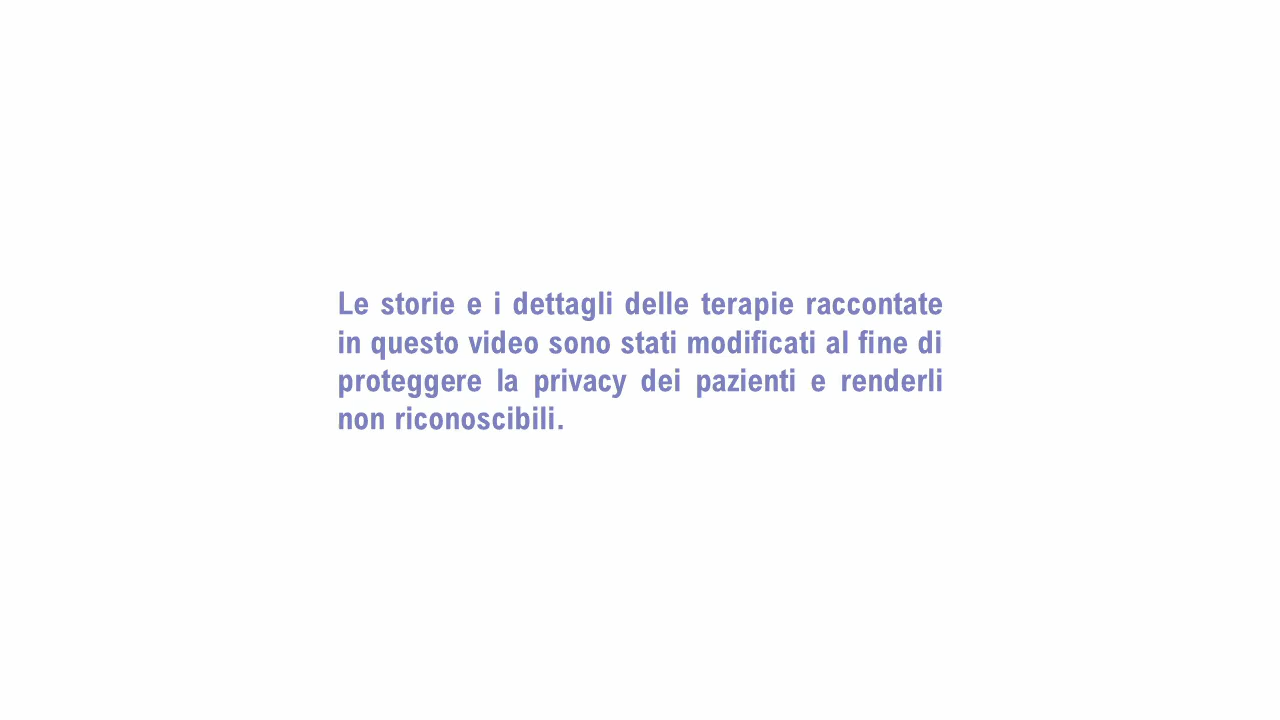 Le storie e i dettagli delle terapie raccontate
in questo video sono stati modificati al fine di
proteggere la privacy dei pazienti e renderli
non riconoscibili.